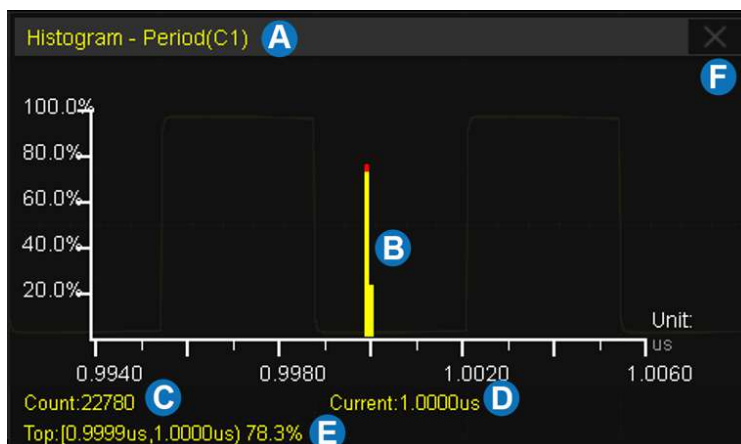 Histogram - Period(C1) A
F
100.0%
80.0%
60.0%
40.0%
20.0%
B
Unit:
us
0.9940 0.9980 1.0020 1.0060
Count:22780 C Current:1.0000us D
Top:[0.9999us,1.0000us) 78.3% E